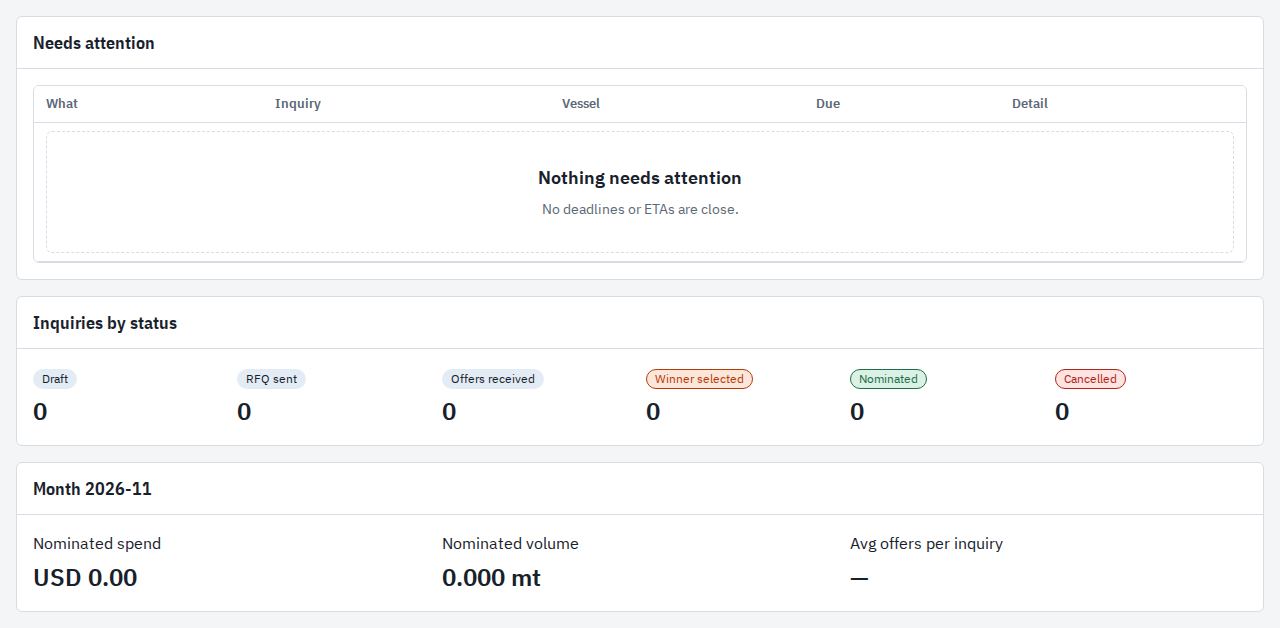 Needs attention
What Inquiry Vessel Due Detail
Nothing needs attention
No deadlines or ETAs are close.
Inquiries by status
Draft RFQ sent Offers received Winner selected Nominated Cancelled
0 0 0 0 0 0
Month 2026-11
Nominated spend Nominated volume Avg offers per inquiry
USD 0.00 0.000 mt —